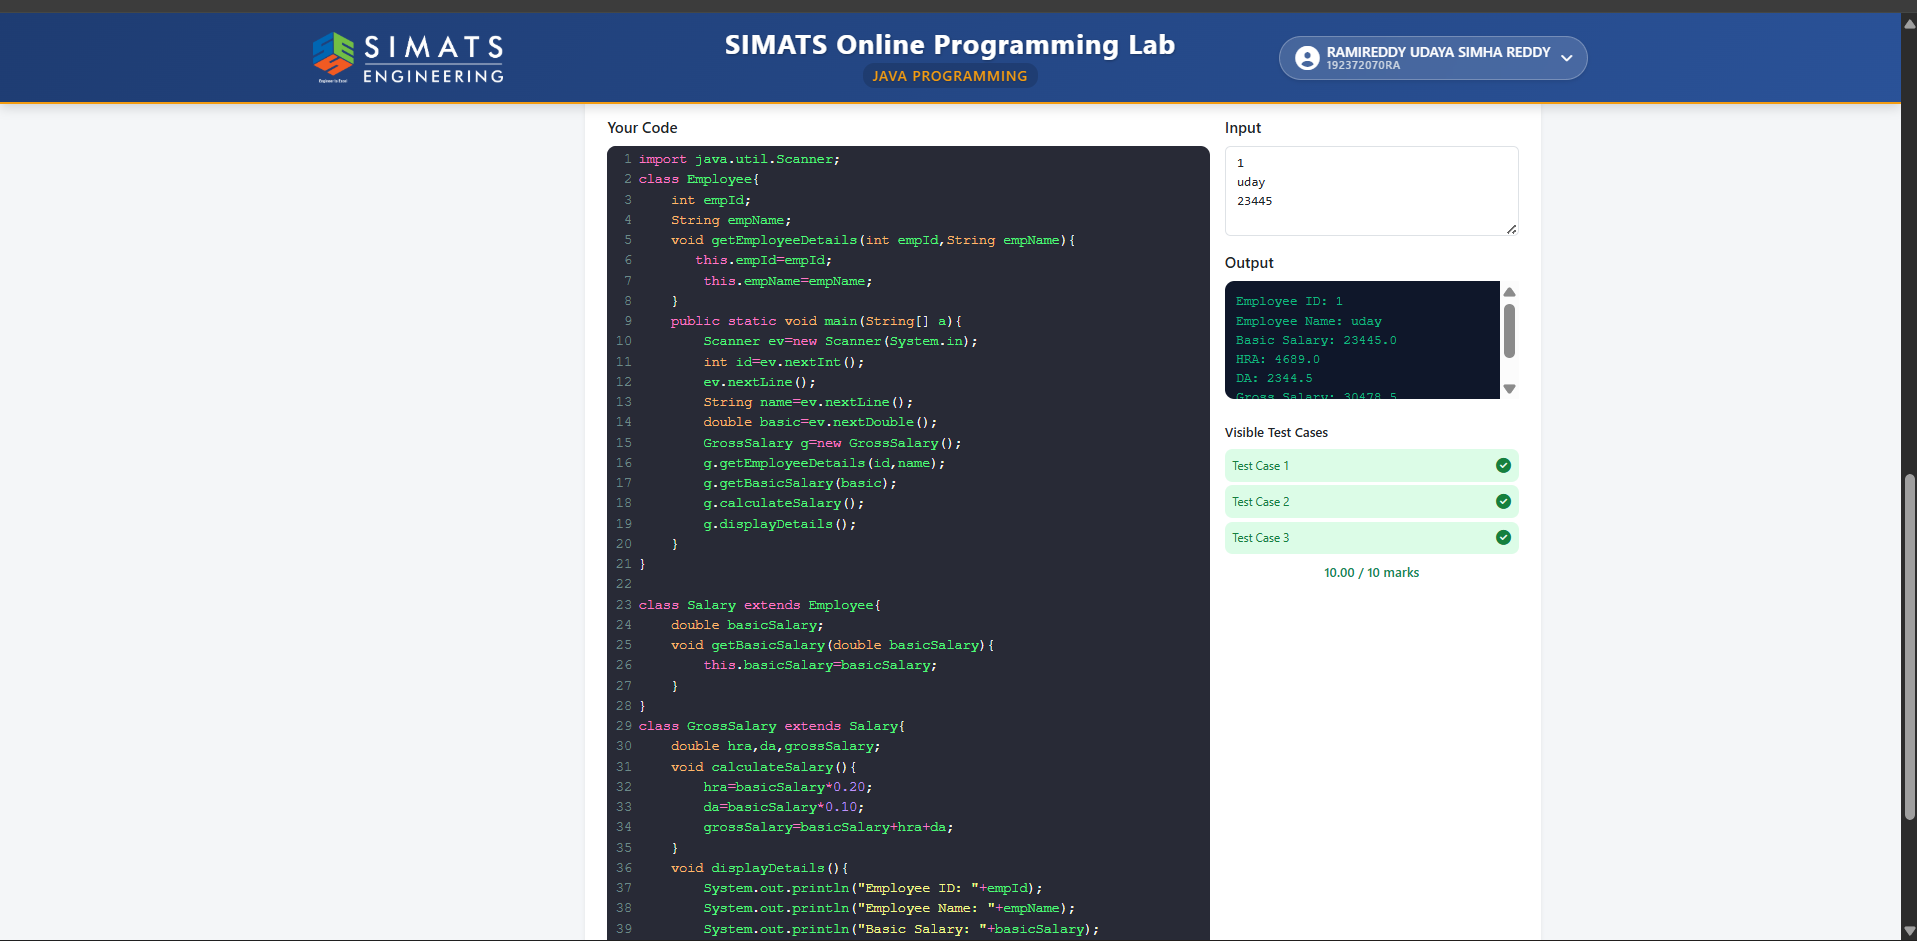 SIMATS
ENGINEERING
Engineer to Excel
SIMATS Online Programming Lab
JAVA PROGRAMMING
RAMIREDDY UDAYA SIMHA REDDY
192372070RA
Your Code
1 import java.util.Scanner;
2 class Employee{
3     int empId;
4     String empName;
5     void getEmployeeDetails(int empId,String empName){
6        this.empId=empId;
7         this.empName=empName;
8     }
9     public static void main(String[] a){
10         Scanner ev=new Scanner(System.in);
11         int id=ev.nextInt();
12         ev.nextLine();
13         String name=ev.nextLine();
14         double basic=ev.nextDouble();
15         GrossSalary g=new GrossSalary();
16         g.getEmployeeDetails(id,name);
17         g.getBasicSalary(basic);
18         g.calculateSalary();
19         g.displayDetails();
20     }
21 }
22
23 class Salary extends Employee{
24     double basicSalary;
25     void getBasicSalary(double basicSalary){
26         this.basicSalary=basicSalary;
27     }
28 }
29 class GrossSalary extends Salary{
30     double hra,da,grossSalary;
31     void calculateSalary(){
32         hra=basicSalary*0.20;
33         da=basicSalary*0.10;
34         grossSalary=basicSalary+hra+da;
35     }
36     void displayDetails(){
37         System.out.println("Employee ID: "+empId);
38         System.out.println("Employee Name: "+empName);
39         System.out.println("Basic Salary: "+basicSalary);
Input
1
uday
23445
Output
Employee ID: 1
Employee Name: uday
Basic Salary: 23445.0
HRA: 4689.0
DA: 2344.5
Gross Salary: 30478.5
Visible Test Cases
Test Case 1
Test Case 2
Test Case 3
10.00 / 10 marks